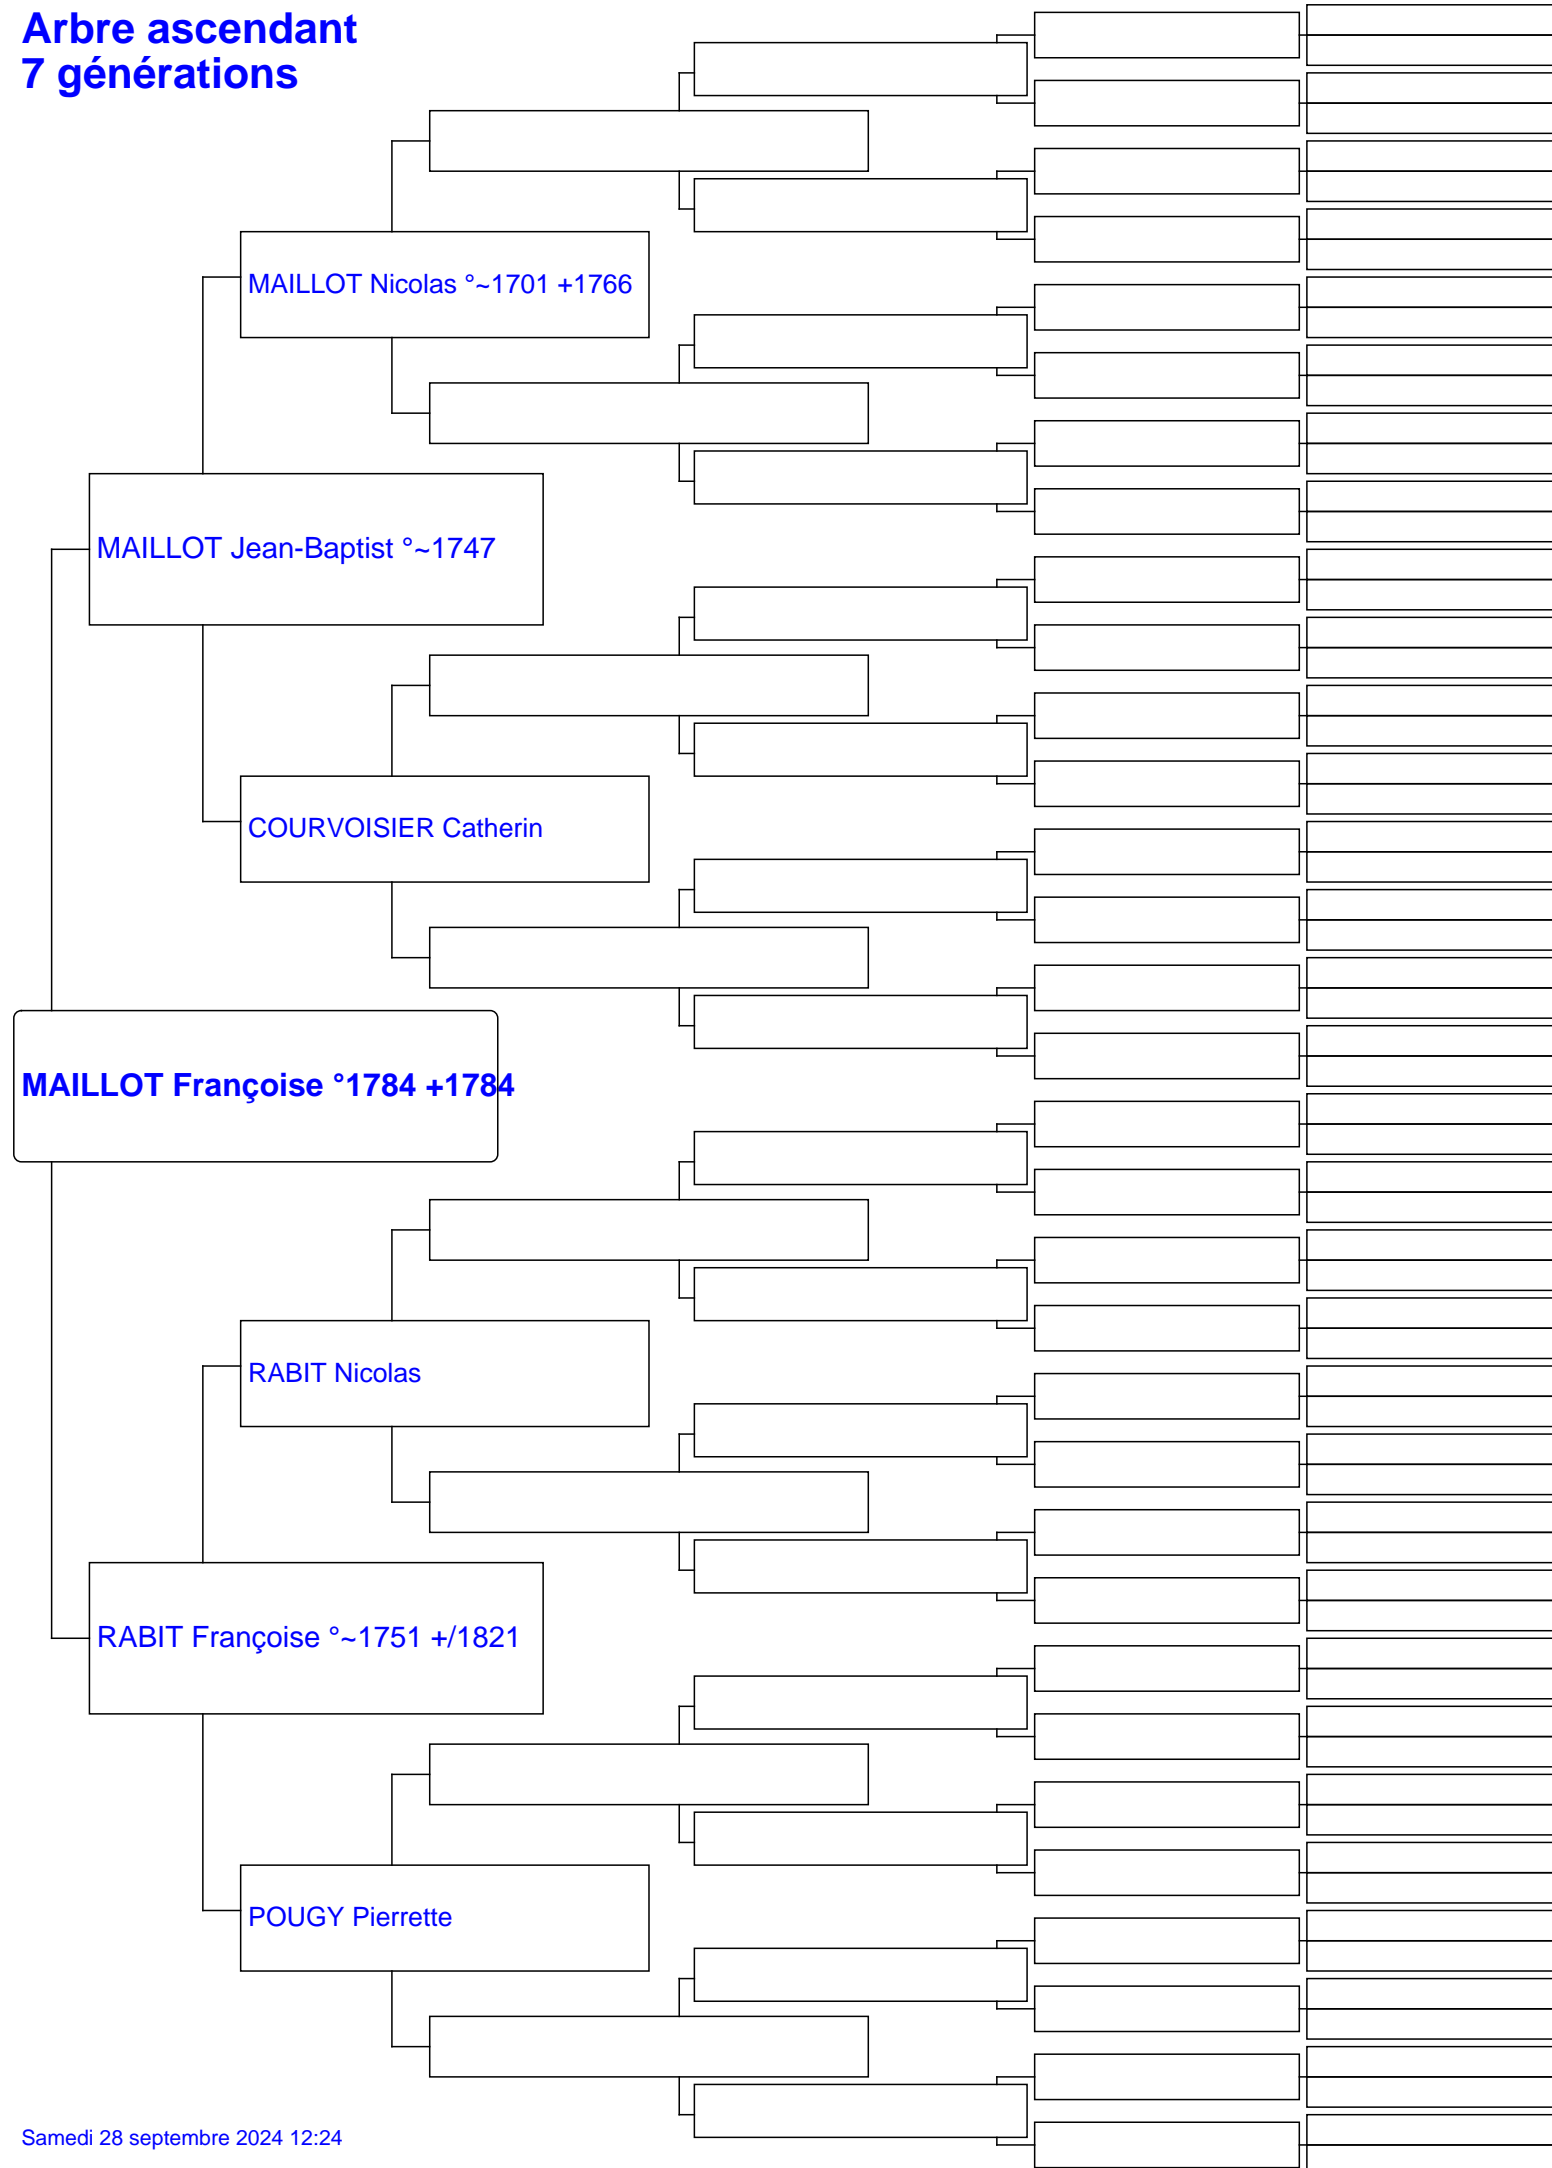 Arbre ascendant
7 générations
MAILLOT Nicolas °~1701 +1766
MAILLOT Jean-Baptist °~1747
COURVOISIER Catherin
MAILLOT Françoise °1784 +1784
RABIT Nicolas
RABIT Françoise °~1751 +/1821
POUGY Pierrette
Samedi 28 septembre 2024 12:24